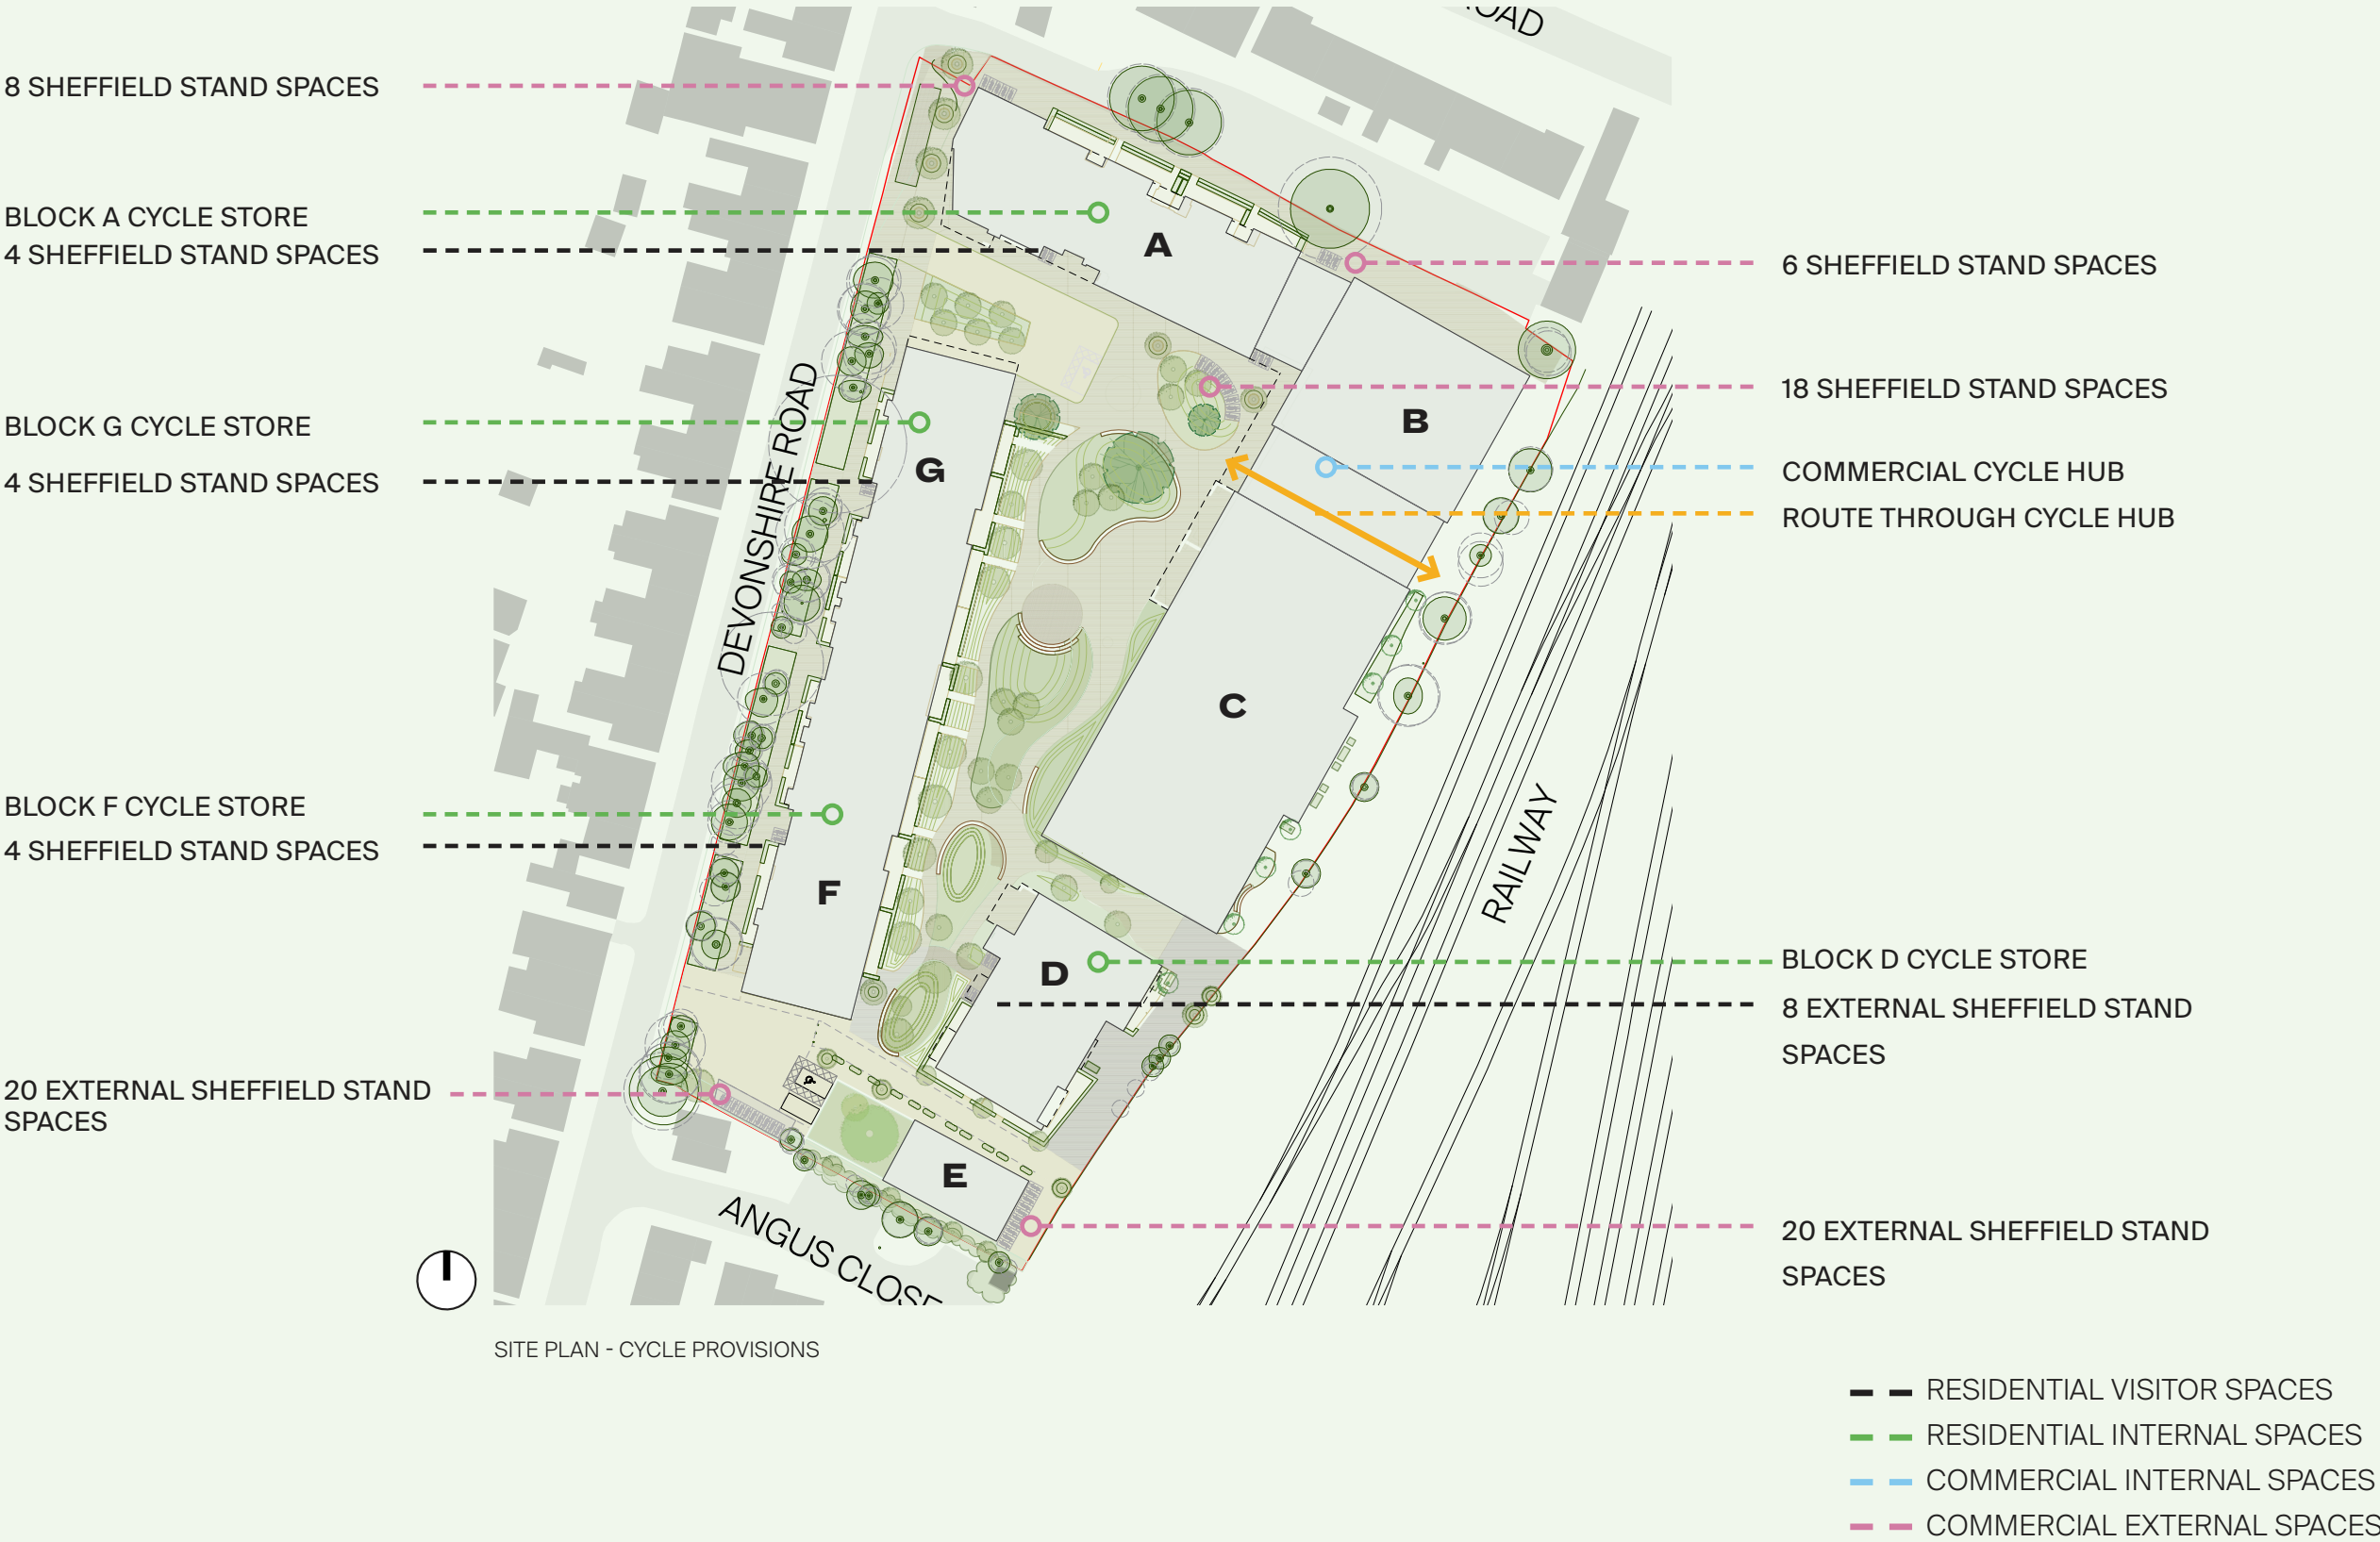 8 SHEFFIELD STAND SPACES
BLOCK A CYCLE STORE
4 SHEFFIELD STAND SPACES
BLOCK G CYCLE STORE
4 SHEFFIELD STAND SPACES
BLOCK F CYCLE STORE
4 SHEFFIELD STAND SPACES
20 EXTERNAL SHEFFIELD STAND
SPACES
OAD
DEVONSHIRE ROAD
A
B
G
C
F
D
E
RAILWAY
ANGUS CLOSE
6 SHEFFIELD STAND SPACES
18 SHEFFIELD STAND SPACES
COMMERCIAL CYCLE HUB
ROUTE THROUGH CYCLE HUB
BLOCK D CYCLE STORE
8 EXTERNAL SHEFFIELD STAND
SPACES
20 EXTERNAL SHEFFIELD STAND
SPACES
SITE PLAN - CYCLE PROVISIONS
RESIDENTIAL VISITOR SPACES
RESIDENTIAL INTERNAL SPACES
COMMERCIAL INTERNAL SPACES
COMMERCIAL EXTERNAL SPACES